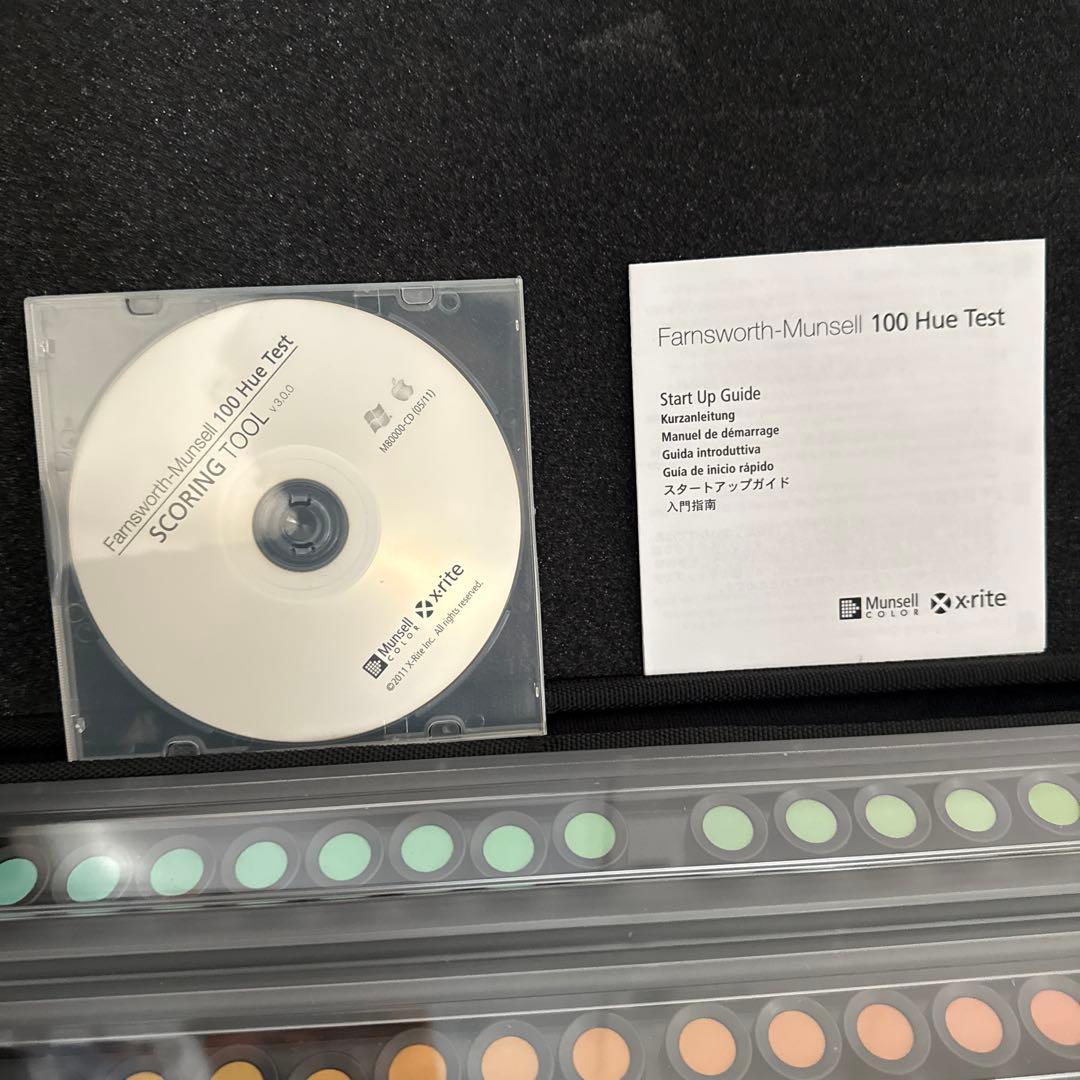 Farnsworth-Munsell 100 Hue Test
SCORING TOOL v.3.0.0
M80000-CD (05/11)
Munsell
COLOR
x·rite
©2011 X-Rite Inc. All rights reserved.
Farnsworth-Munsell 100 Hue Test
Start Up Guide
Kurzanleitung
Manuel de démarrage
Guida introduttiva
Guía de inicio rápido
スタートアップガイド
入門指南
Munsell
COLOR
x·rite